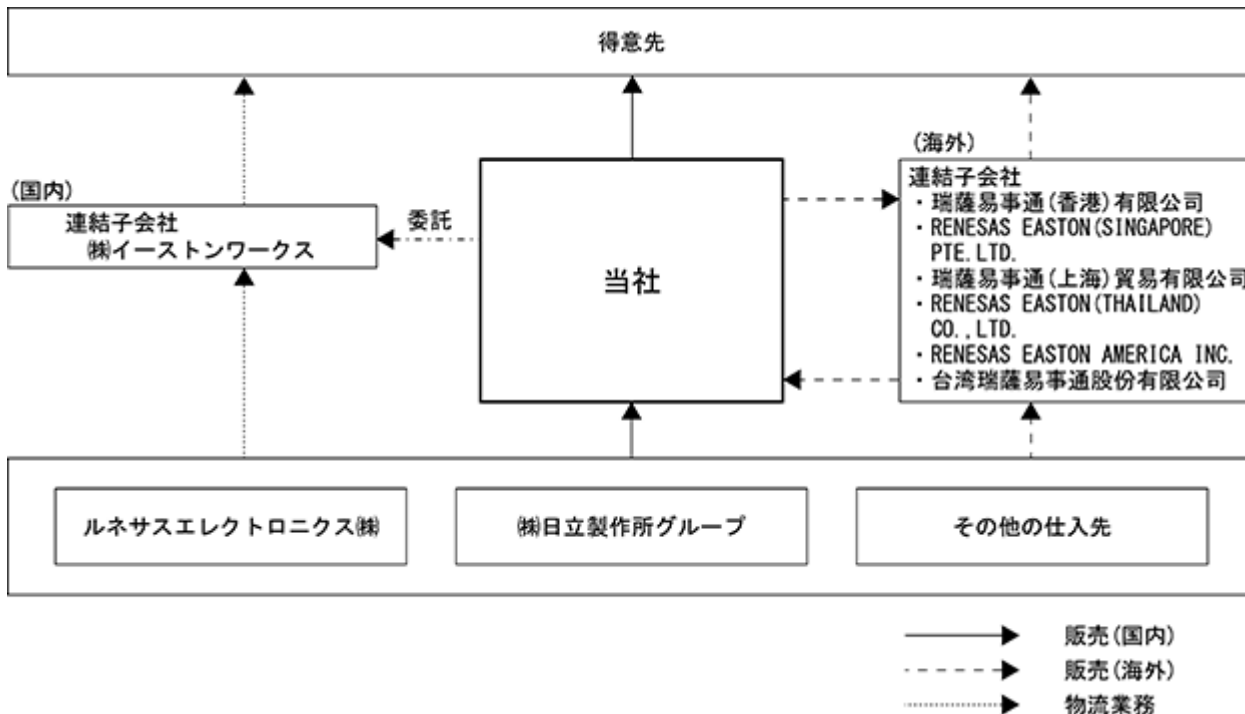 得意先
(国内)
連結子会社
㈱イーストンワークス
委託
当社
(海外)
連結子会社
・瑞薩易事通(香港)有限公司
・RENESAS EASTON(SINGAPORE)
PTE.LTD.
・瑞薩易事通(上海)貿易有限公司
・RENESAS EASTON(THAILAND)
CO.,LTD.
・RENESAS EASTON AMERICA INC.
・台湾瑞薩易事通股份有限公司
ルネサスエレクトロニクス㈱
㈱日立製作所グループ
その他の仕入先
販売(国内)
販売(海外)
物流業務